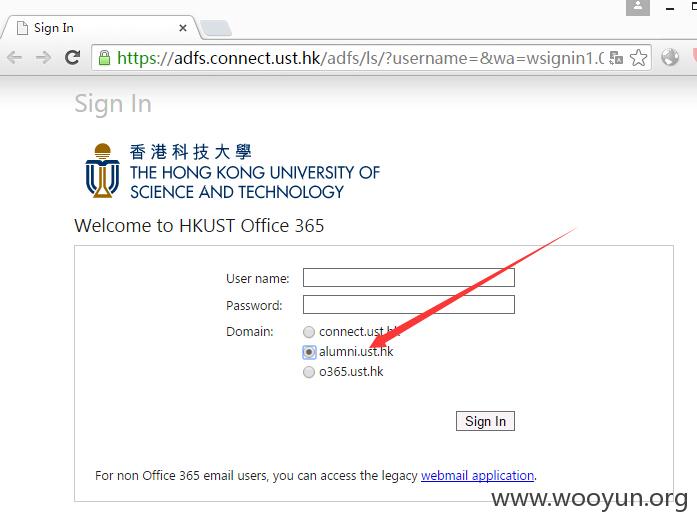 Sign In
https://adfs.connect.ust.hk/adfs/ls/?username=&wa=wsignin1.0
Sign In
香港科技大學
THE HONG KONG UNIVERSITY OF
SCIENCE AND TECHNOLOGY
Welcome to HKUST Office 365
User name:
Password:
Domain:
connect.ust.hk
alumni.ust.hk
o365.ust.hk
Sign In
For non Office 365 email users, you can access the legacy webmail application.
www.wooyun.org